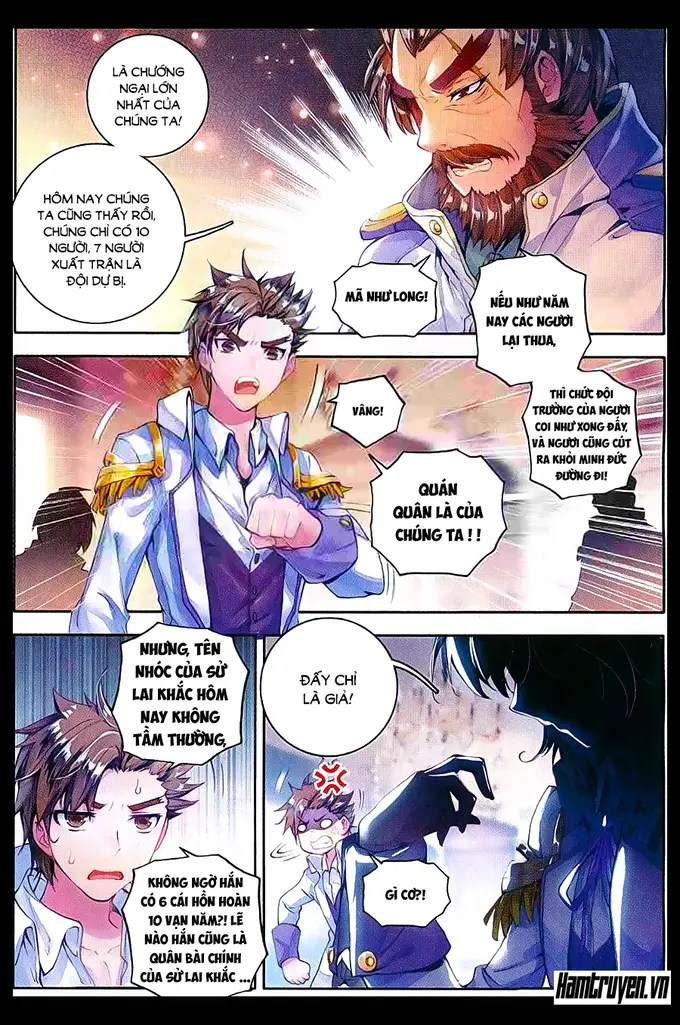 LÀ CHƯỚNG
NGẠI LỚN
NHẤT CỦA
CHÚNG TA!
HÔM NAY CHÚNG
TA CŨNG THẤY RỒI,
CHÚNG CHỈ CÓ 10
NGƯỜI, 7 NGƯỜI
XUẤT TRẬN LÀ
ĐỘI DỰ BỊ.
MÃ NHƯ LONG!
NẾU NHƯ NĂM
NAY CÁC NGƯƠI
LẠI THUA,
THÌ CHỨC ĐỘI
TRƯỞNG CỦA NGƯƠI
COI NHƯ XONG ĐẤY,
VÀ NGƯƠI CŨNG CÚT
RA KHỎI MINH ĐỨC
ĐƯỜNG ĐI!
VÂNG!
QUÁN
QUÂN LÀ CỦA
CHÚNG TA ! !
NHƯNG, TÊN
NHÓC CỦA SỬ
LAI KHẮC HÔM
NAY KHÔNG
TẦM THƯỜNG,
KHÔNG NGỜ HẮN
CÓ 6 CÁI HỒN HOÀN
10 VẠN NĂM?! LẼ
NÀO HẮN CŨNG LÀ
QUÂN BÀI CHÍNH
CỦA SỬ LAI KHẮC ...
ĐẤY CHỈ
LÀ GIẢ!
GÌ CƠ?!
Hamtruyen.vn